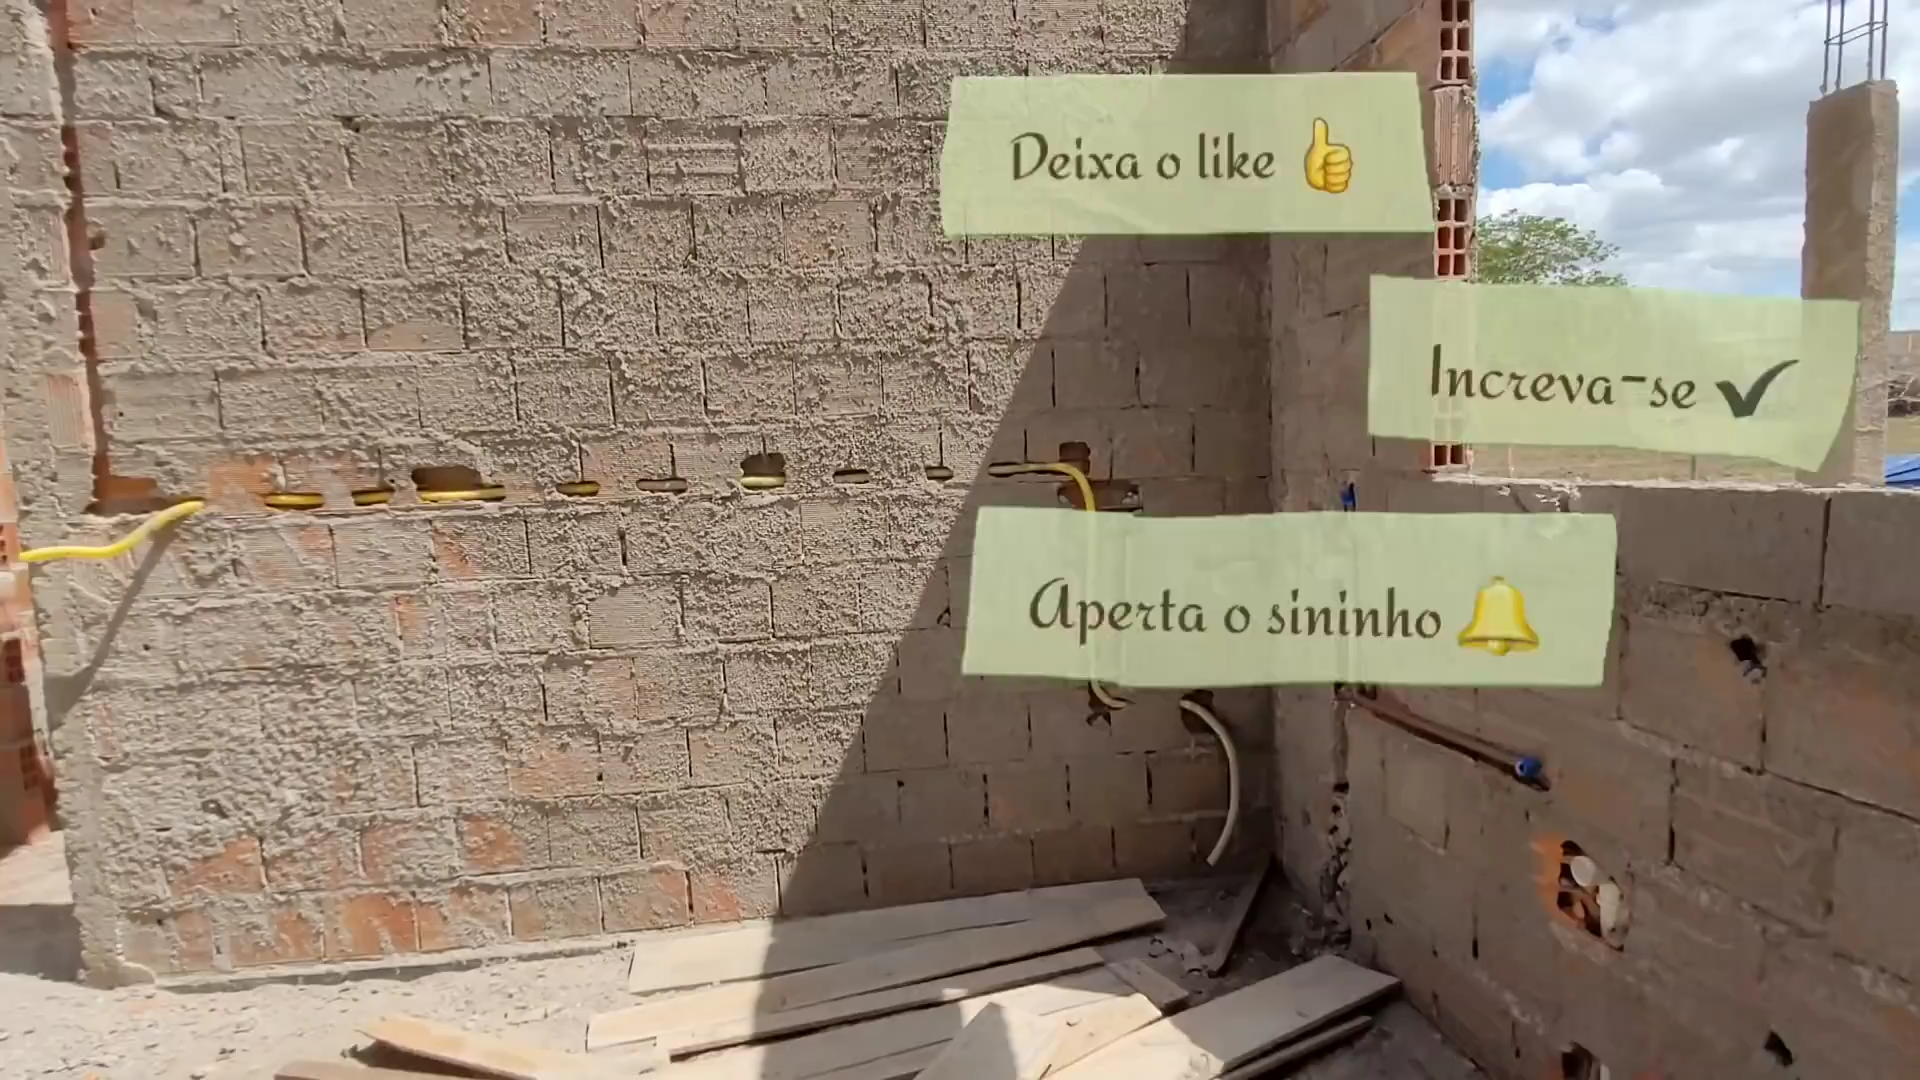 Deixa o like 👍
Increva-se ✔
Aperta o sininho 🔔